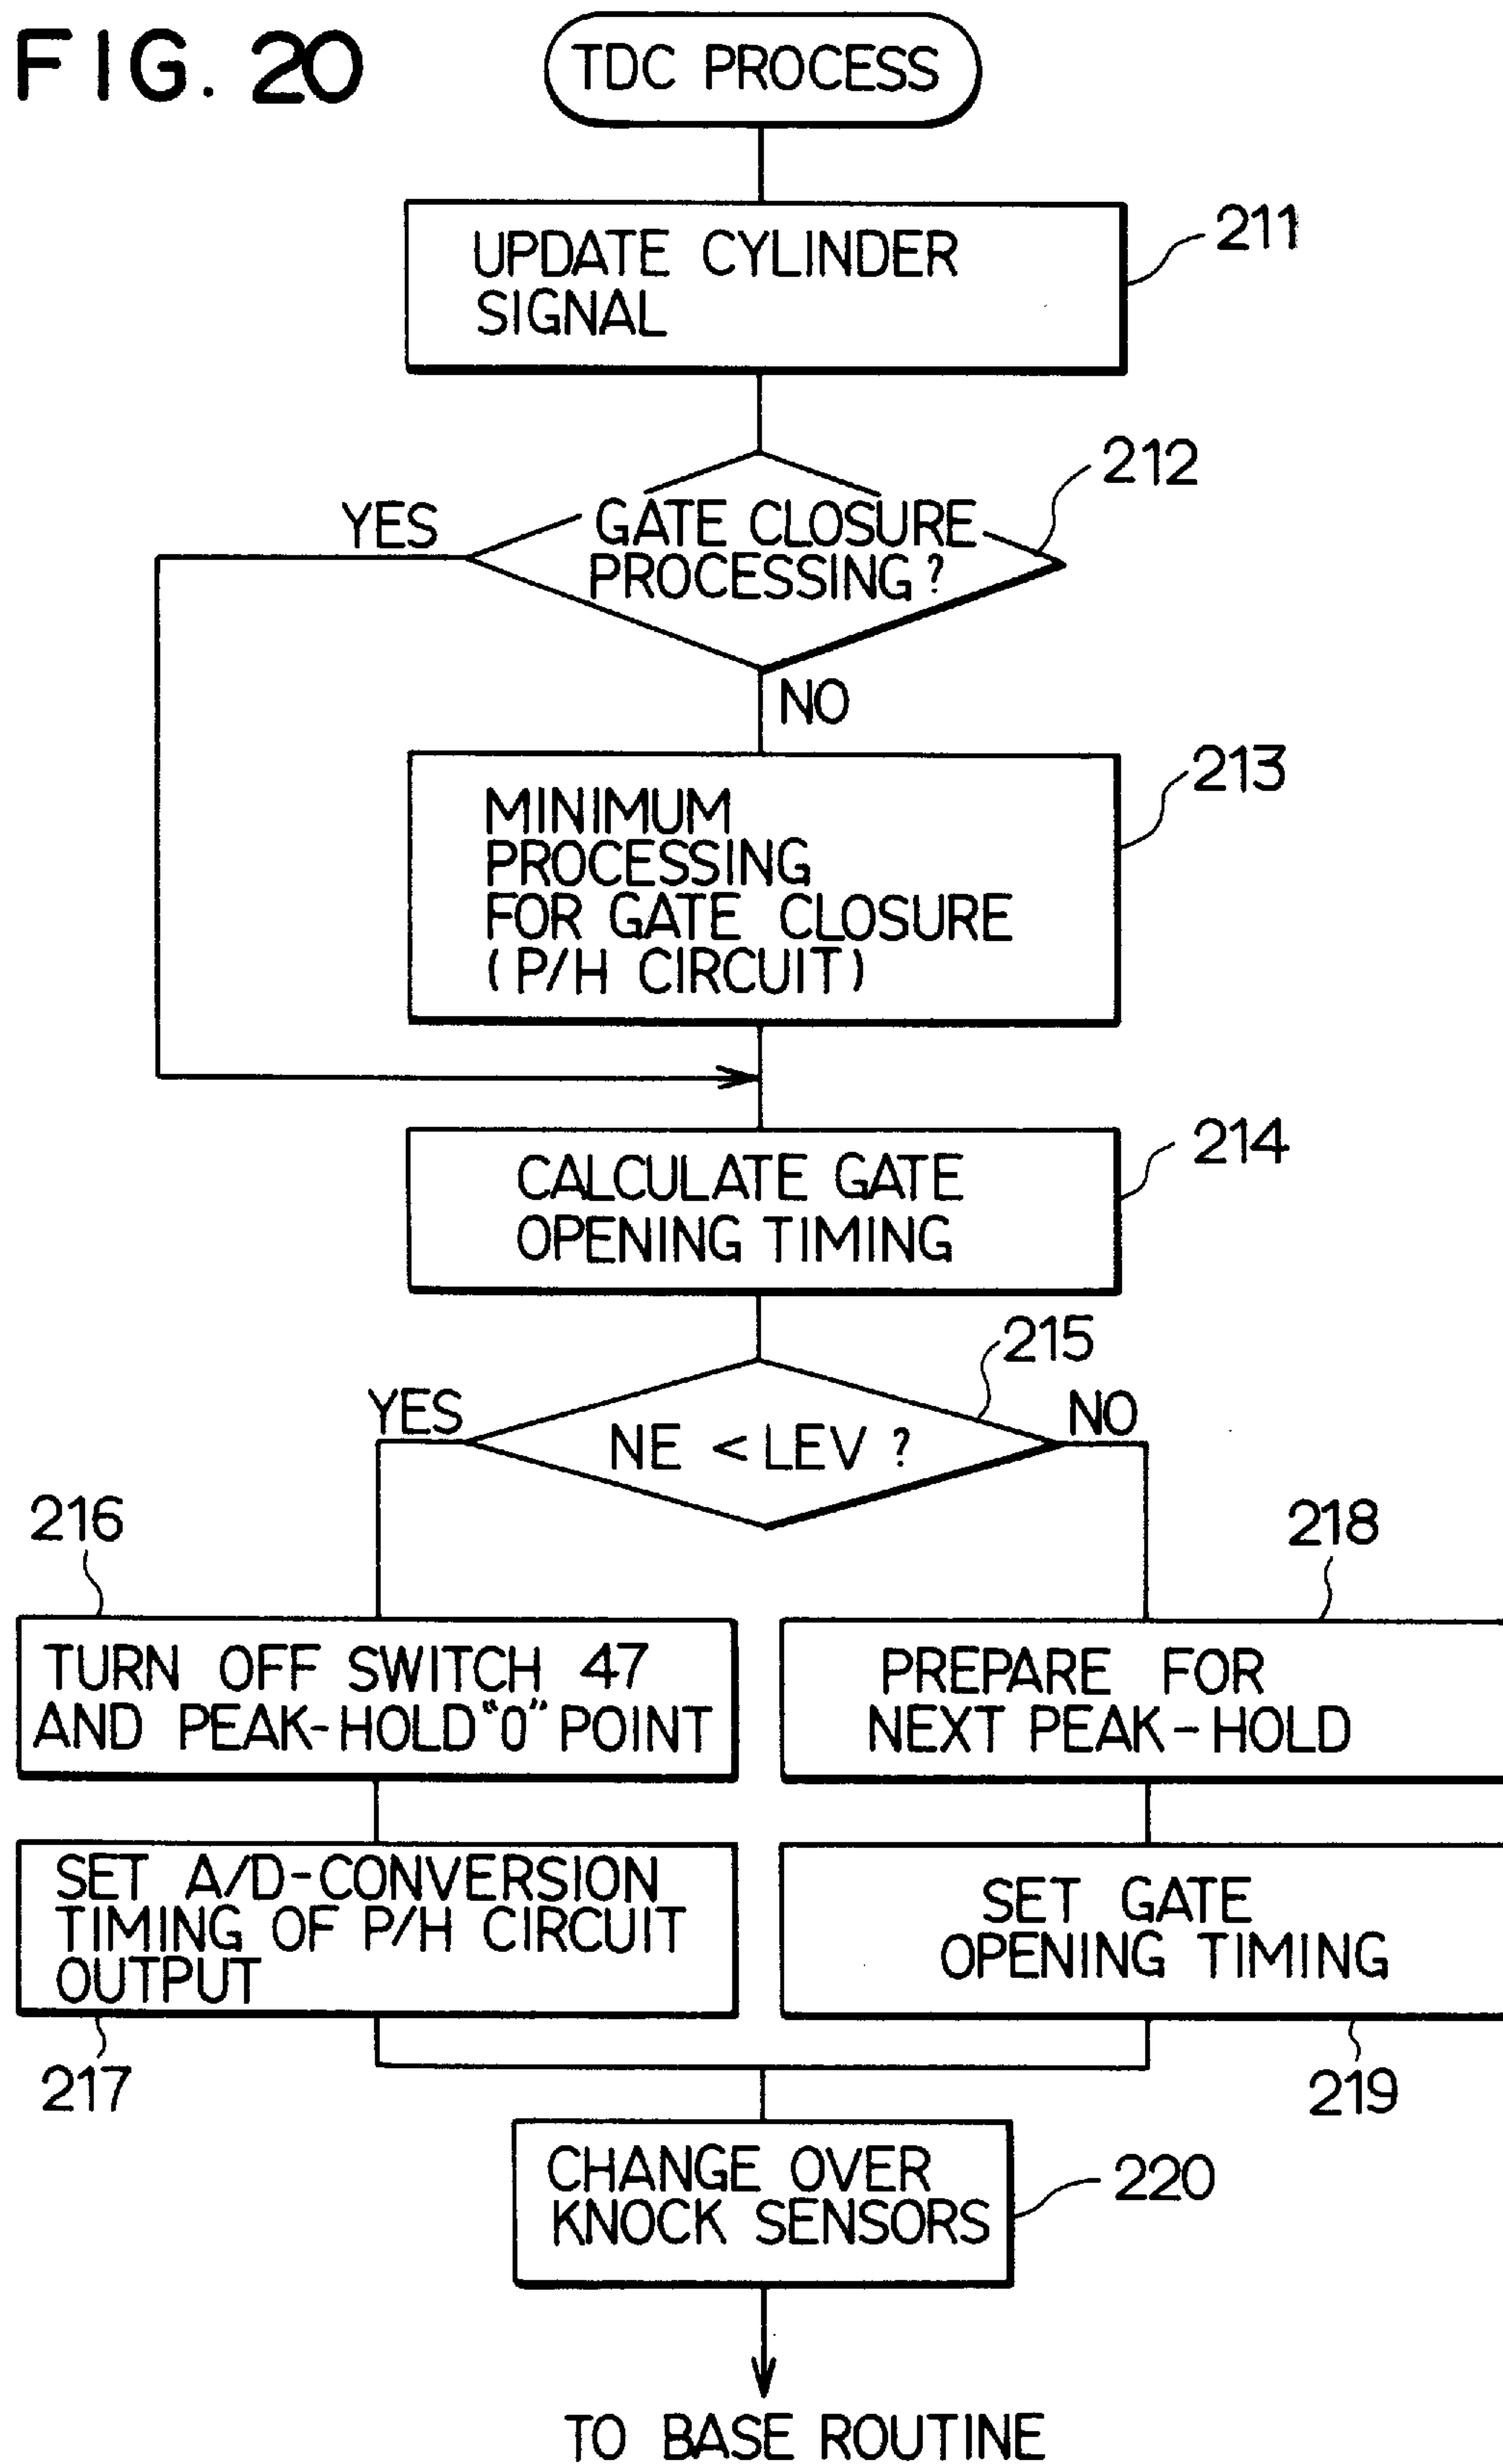 FIG. 20
TDC PROCESS
UPDATE CYLINDER
SIGNAL
211
212
YES
GATE CLOSURE
PROCESSING?
NO
213
MINIMUM
PROCESSING
FOR GATE CLOSURE
(P/H CIRCUIT)
214
CALCULATE GATE
OPENING TIMING
215
YES
NO
NE < LEV ?
216
218
TURN OFF SWITCH 47
AND PEAK-HOLD "0" POINT
PREPARE FOR
NEXT PEAK-HOLD
SET A/D-CONVERSION
TIMING OF P/H CIRCUIT
OUTPUT
SET GATE
OPENING TIMING
217
219
CHANGE OVER
KNOCK SENSORS
220
TO BASE ROUTINE